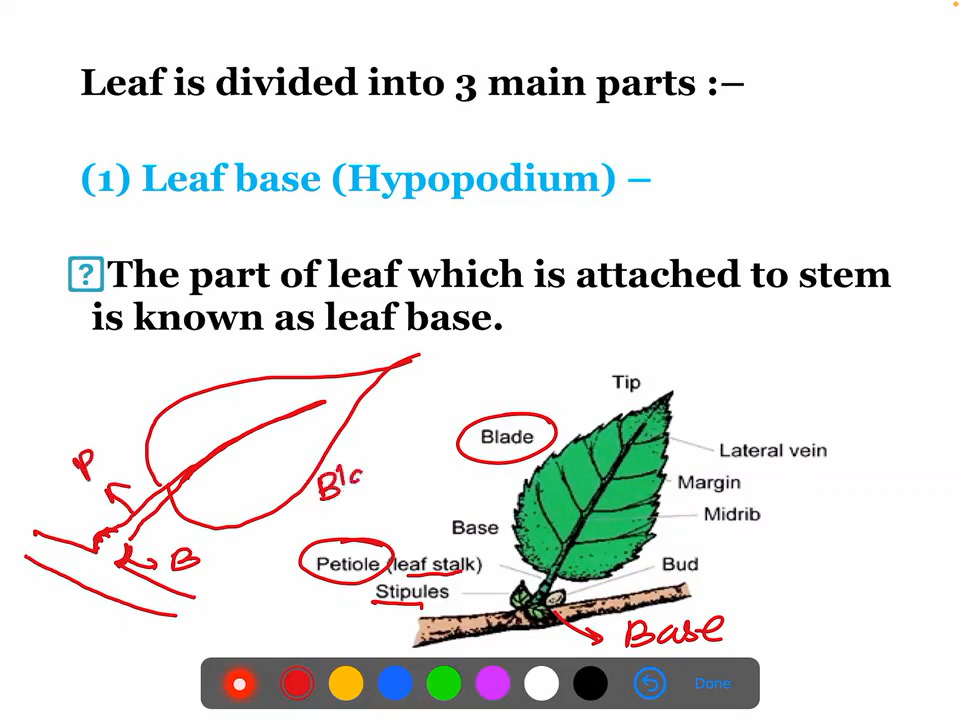 Leaf is divided into 3 main parts :–
(1) Leaf base (Hypopodium) –
The part of leaf which is attached to stem
is known as leaf base.
Tip
Blade
Lateral vein
Margin
Midrib
Base
Petiole (leaf stalk)
Bud
Stipules
P
B
Base
Done